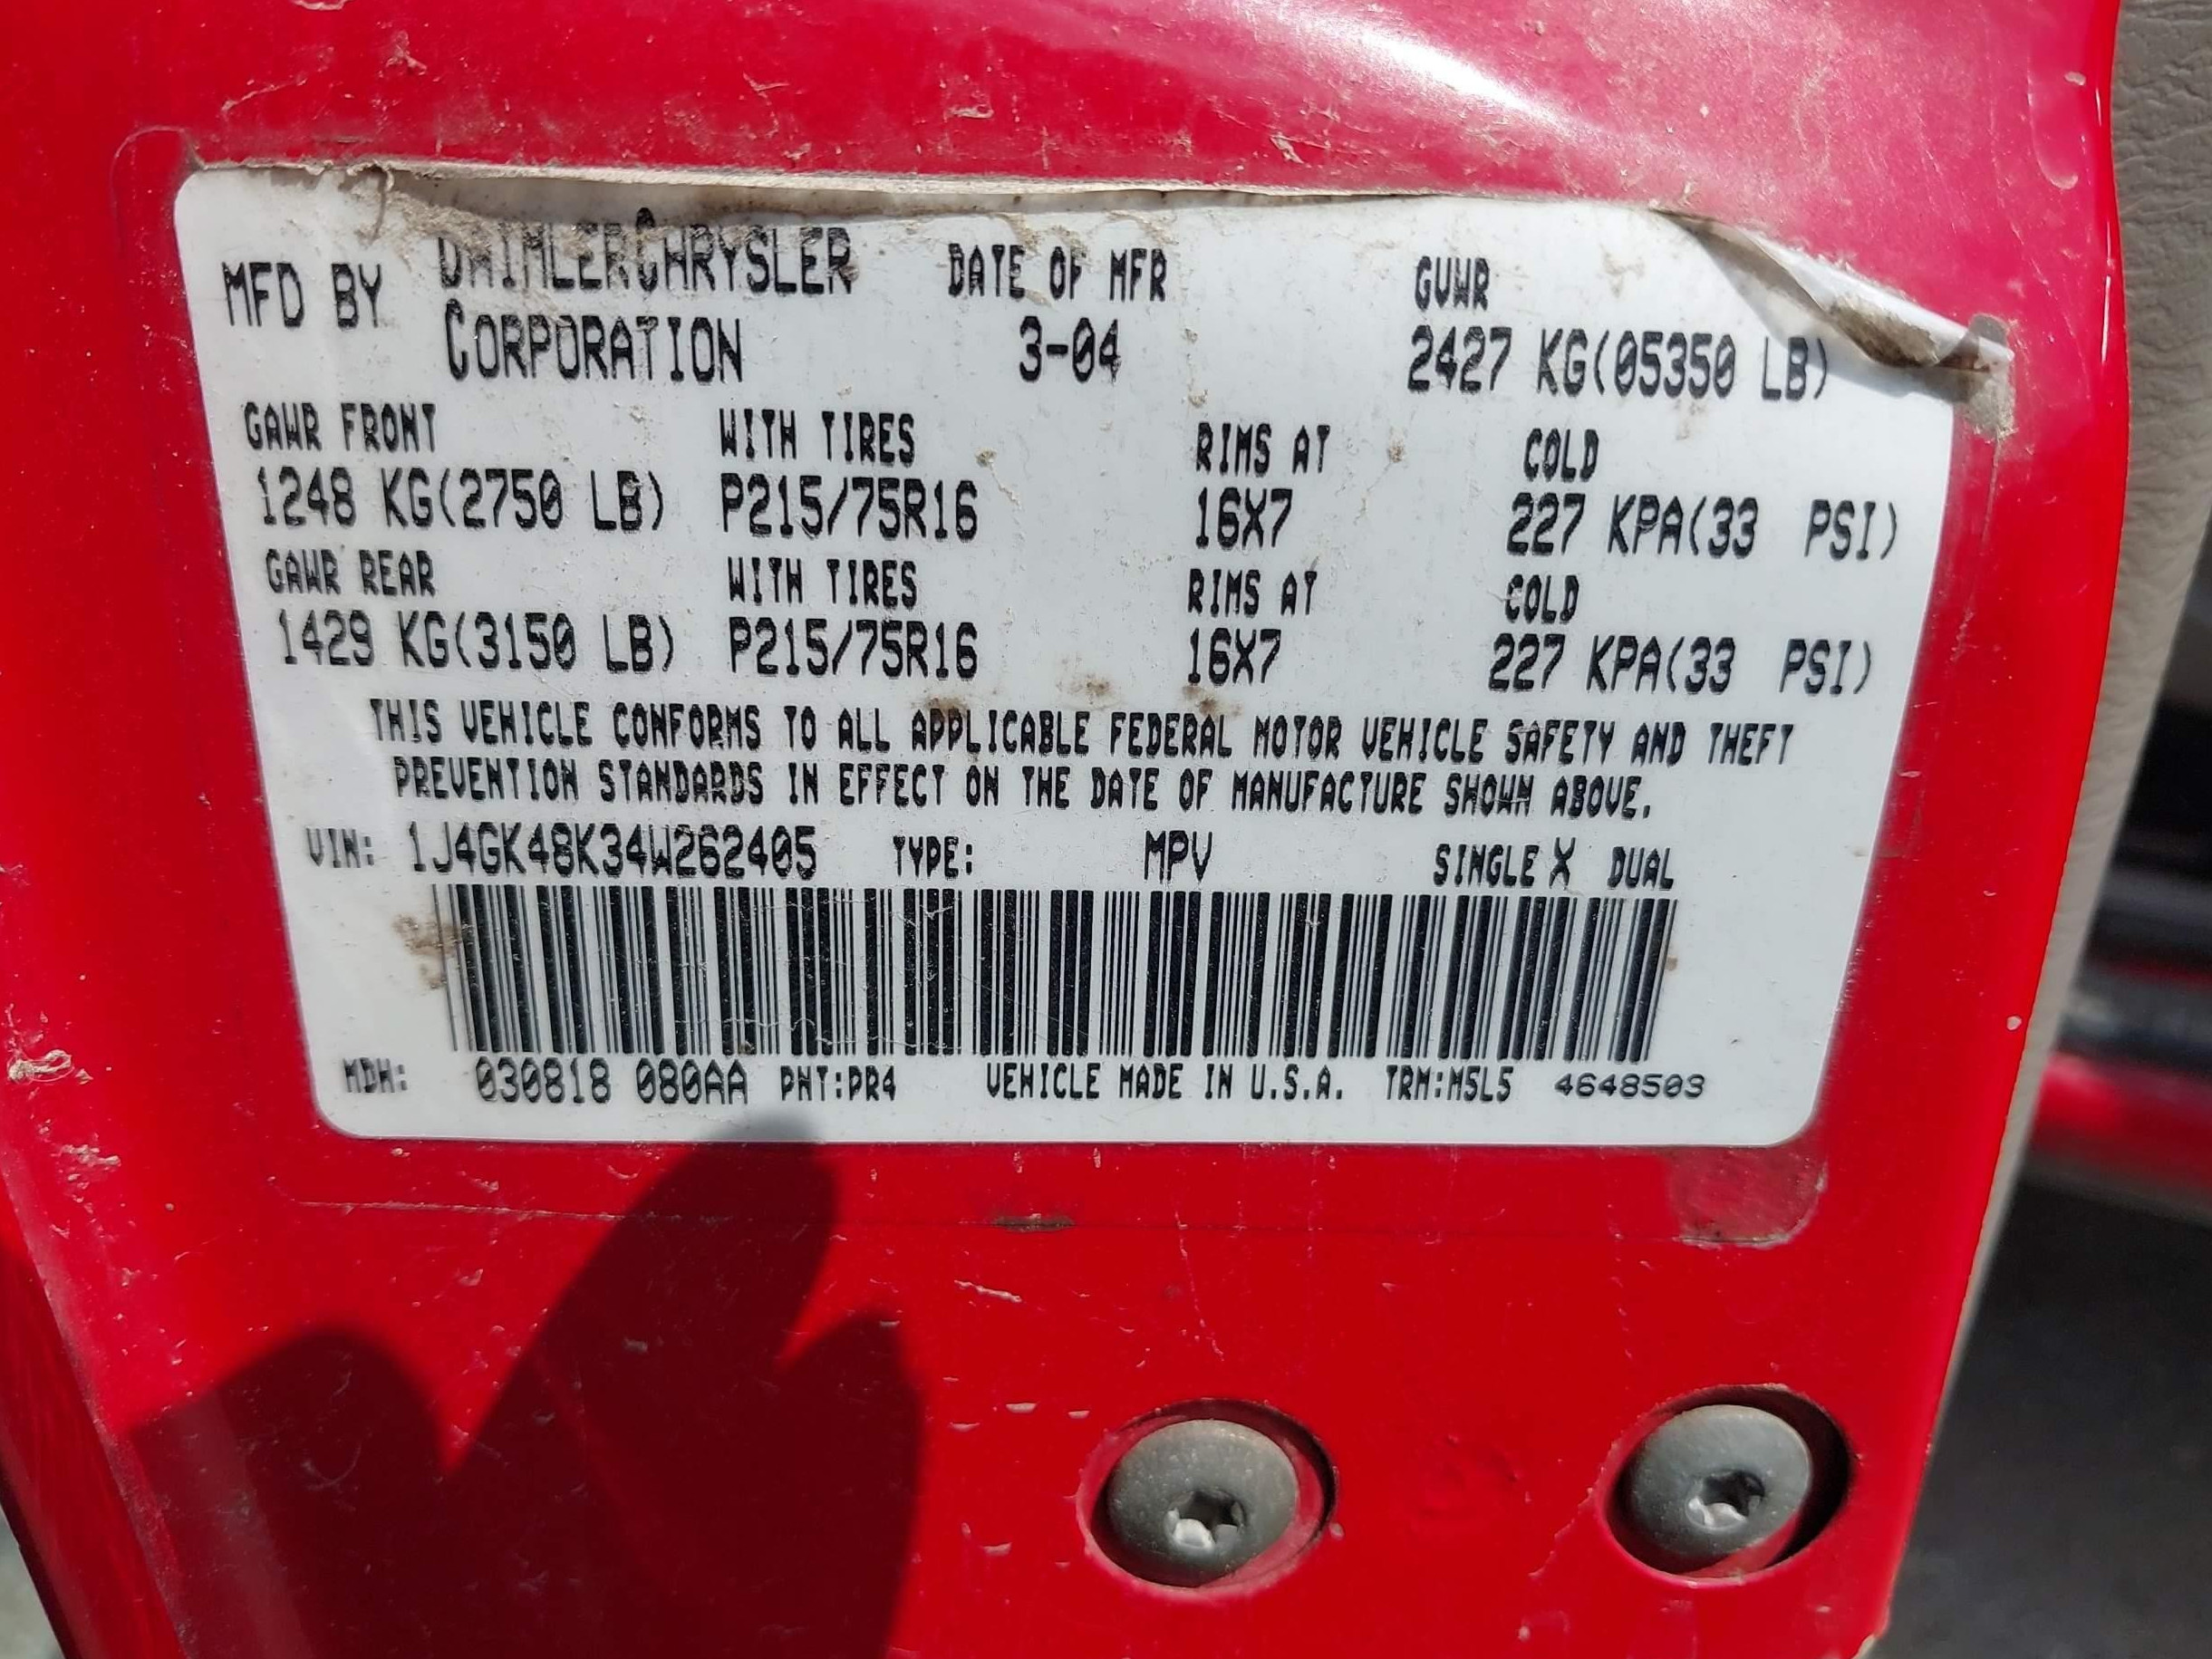 MFD BY DAIMLERCHRYSLER CORPORATION DATE OF MFR 3-04 GVWR 2427 KG(05350 LB)
GAWR FRONT WITH TIRES RIMS AT COLD
1248 KG(2750 LB) P215/75R16 16X7 227 KPA(33 PSI)
GAWR REAR WITH TIRES RIMS AT COLD
1429 KG(3150 LB) P215/75R16 16X7 227 KPA(33 PSI)
THIS VEHICLE CONFORMS TO ALL APPLICABLE FEDERAL MOTOR VEHICLE SAFETY AND THEFT
PREVENTION STANDARDS IN EFFECT ON THE DATE OF MANUFACTURE SHOWN ABOVE.
VIN: 1J4GK48K34W262405 TYPE: MPV SINGLE X DUAL
MDH: 030818 080AA PNT:PR4 VEHICLE MADE IN U.S.A. TRM:M5L5 4648503